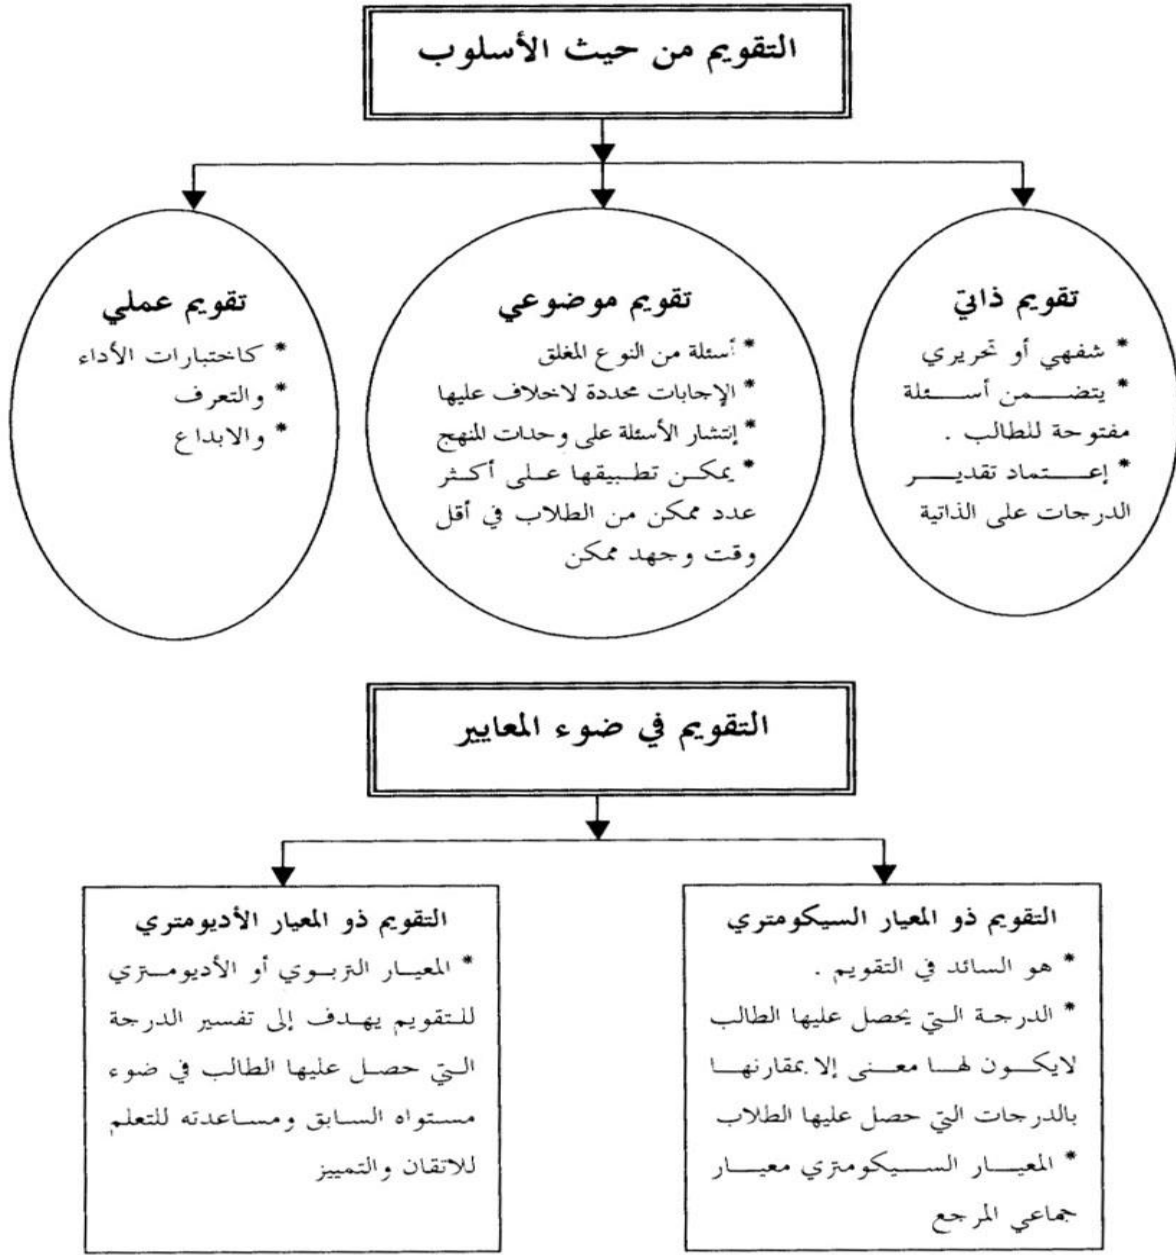 التقويم من حيث الأسلوب
تقويم ذاتي
* شفهي أو تحريري
* يتضمن أسئلة
مفتوحة للطالب .
* إعتماد تقدير
الدرجات على الذاتية
تقويم موضوعي
* أسئلة من النوع المغلق
* الإجابات محددة لاخلاف عليها
* إنتشار الأسئلة على وحدات المنهج
* يمكن تطبيقها على أكثر
عدد ممكن من الطلاب في أقل
وقت وجهد ممكن
تقويم عملي
* كاختبارات الأداء
* والتعرف
* والابداع
التقويم في ضوء المعايير
التقويم ذو المعيار السيكومتري
* هو السائد في التقويم .
* الدرجة التي يحصل عليها الطالب
لايكون لها معنى إلا بمقارنها
بالدرجات التي حصل عليها الطلاب
* المعيار السيكومتري معيار
جماعي المرجع
التقويم ذو المعيار الأديومتري
* المعيار التربوي أو الأديومتري
للتقويم يهدف إلى تفسير الدرجة
التي حصل عليها الطالب في ضوء
مستواه السابق ومساعدته للتعلم
للاتقان والتمييز